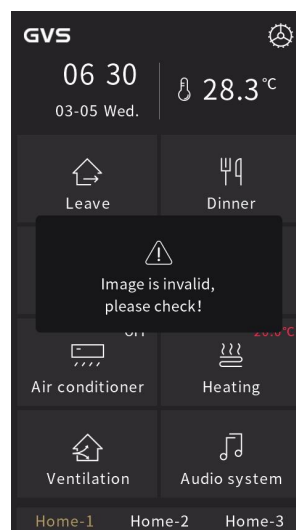 GVS
06 30
28.3℃
03-05 Wed.
Leave
Dinner
Image is invalid,
please check!
Air conditioner
Heating
Ventilation
Audio system
Home-1
Home-2
Home-3